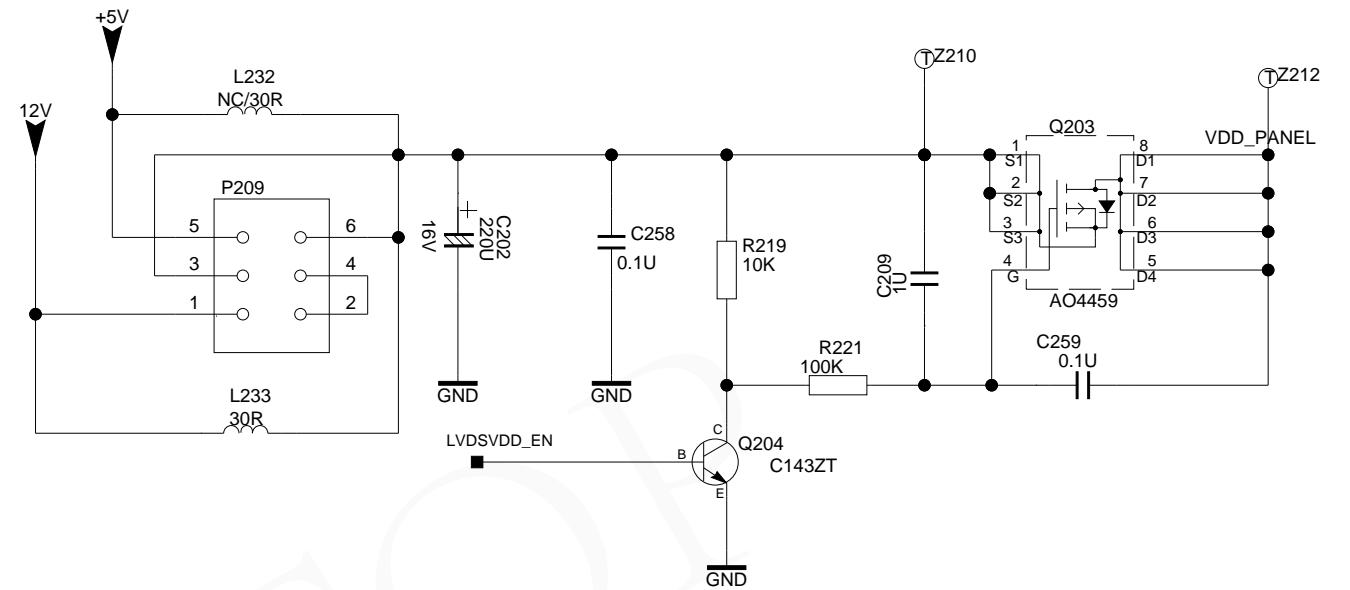 +5V
L232
NC/30R
12V
TZ210
TZ212
Q203
VDD_PANEL
1
S1
8
D1
2
S2
7
D2
3
S3
6
D3
4
G
5
D4
AO4459
P209
5
6
3
4
1
2
+
C202
220U
16V
C258
0.1U
R219
10K
C209
1U
R221
100K
C259
0.1U
GND
GND
L233
30R
LVDSVDD_EN
B
C
E
Q204
C143ZT
GND